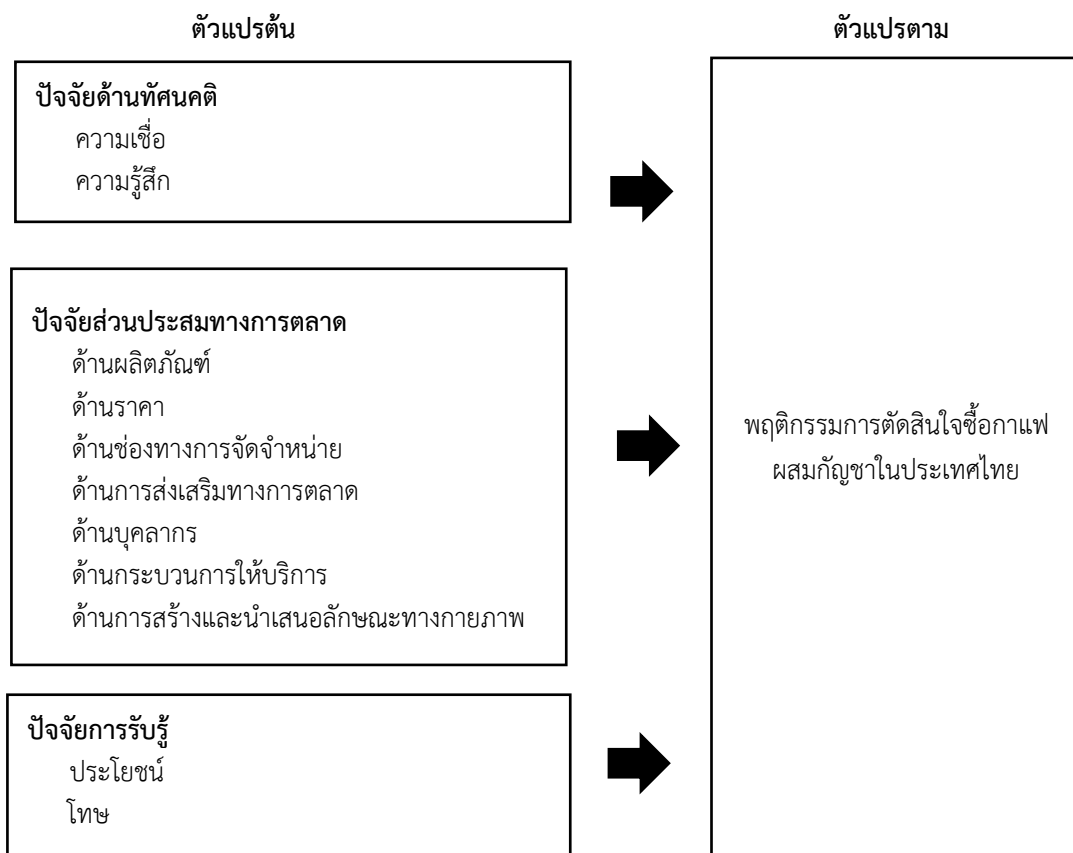 ตัวแปรต้น
ตัวแปรตาม
ปัจจัยด้านทัศนคติ
ความเชื่อ
ความรู้สึก
ปัจจัยส่วนประสมทางการตลาด
ด้านผลิตภัณฑ์
ด้านราคา
ด้านช่องทางการจัดจำหน่าย
ด้านการส่งเสริมทางการตลาด
ด้านบุคลากร
ด้านกระบวนการให้บริการ
ด้านการสร้างและนำเสนอลักษณะทางกายภาพ
ปัจจัยการรับรู้
ประโยชน์
โทษ
พฤติกรรมการตัดสินใจซื้อกาแฟ
ผสมกัญชาในประเทศไทย